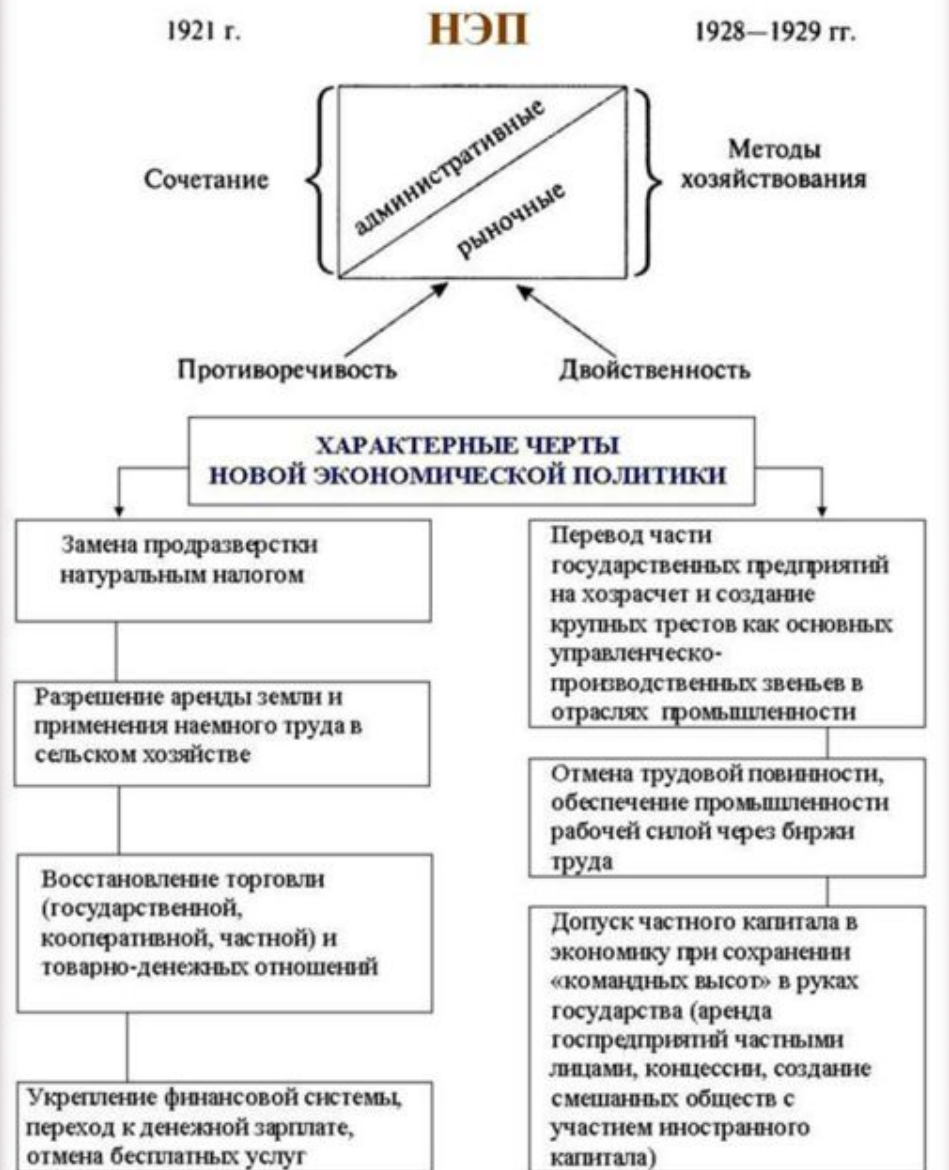 1921 г.
НЭП
1928—1929 гг.
Сочетание
административные
рыночные
Методы
хозяйствования
Противоречивость
Двойственность
ХАРАКТЕРНЫЕ ЧЕРТЫ
НОВОЙ ЭКОНОМИЧЕСКОЙ ПОЛИТИКИ
Замена продразверстки
натуральным налогом
Разрешение аренды земли и
применения наемного труда в
сельском хозяйстве
Восстановление торговли
(государственной,
кооперативной, частной) и
товарно-денежных отношений
Укрепление финансовой системы,
переход к денежной зарплате,
отмена бесплатных услуг
Перевод части
государственных предприятий
на хозрасчет и создание
крупных трестов как основных
управленческо-
производственных звеньев в
отраслях промышленности
Отмена трудовой повинности,
обеспечение промышленности
рабочей силой через биржи
труда
Допуск частного капитала в
экономику при сохранении
«командных высот» в руках
государства (аренда
госпредприятий частными
лицами, концессии, создание
смешанных обществ с
участием иностранного
капитала)